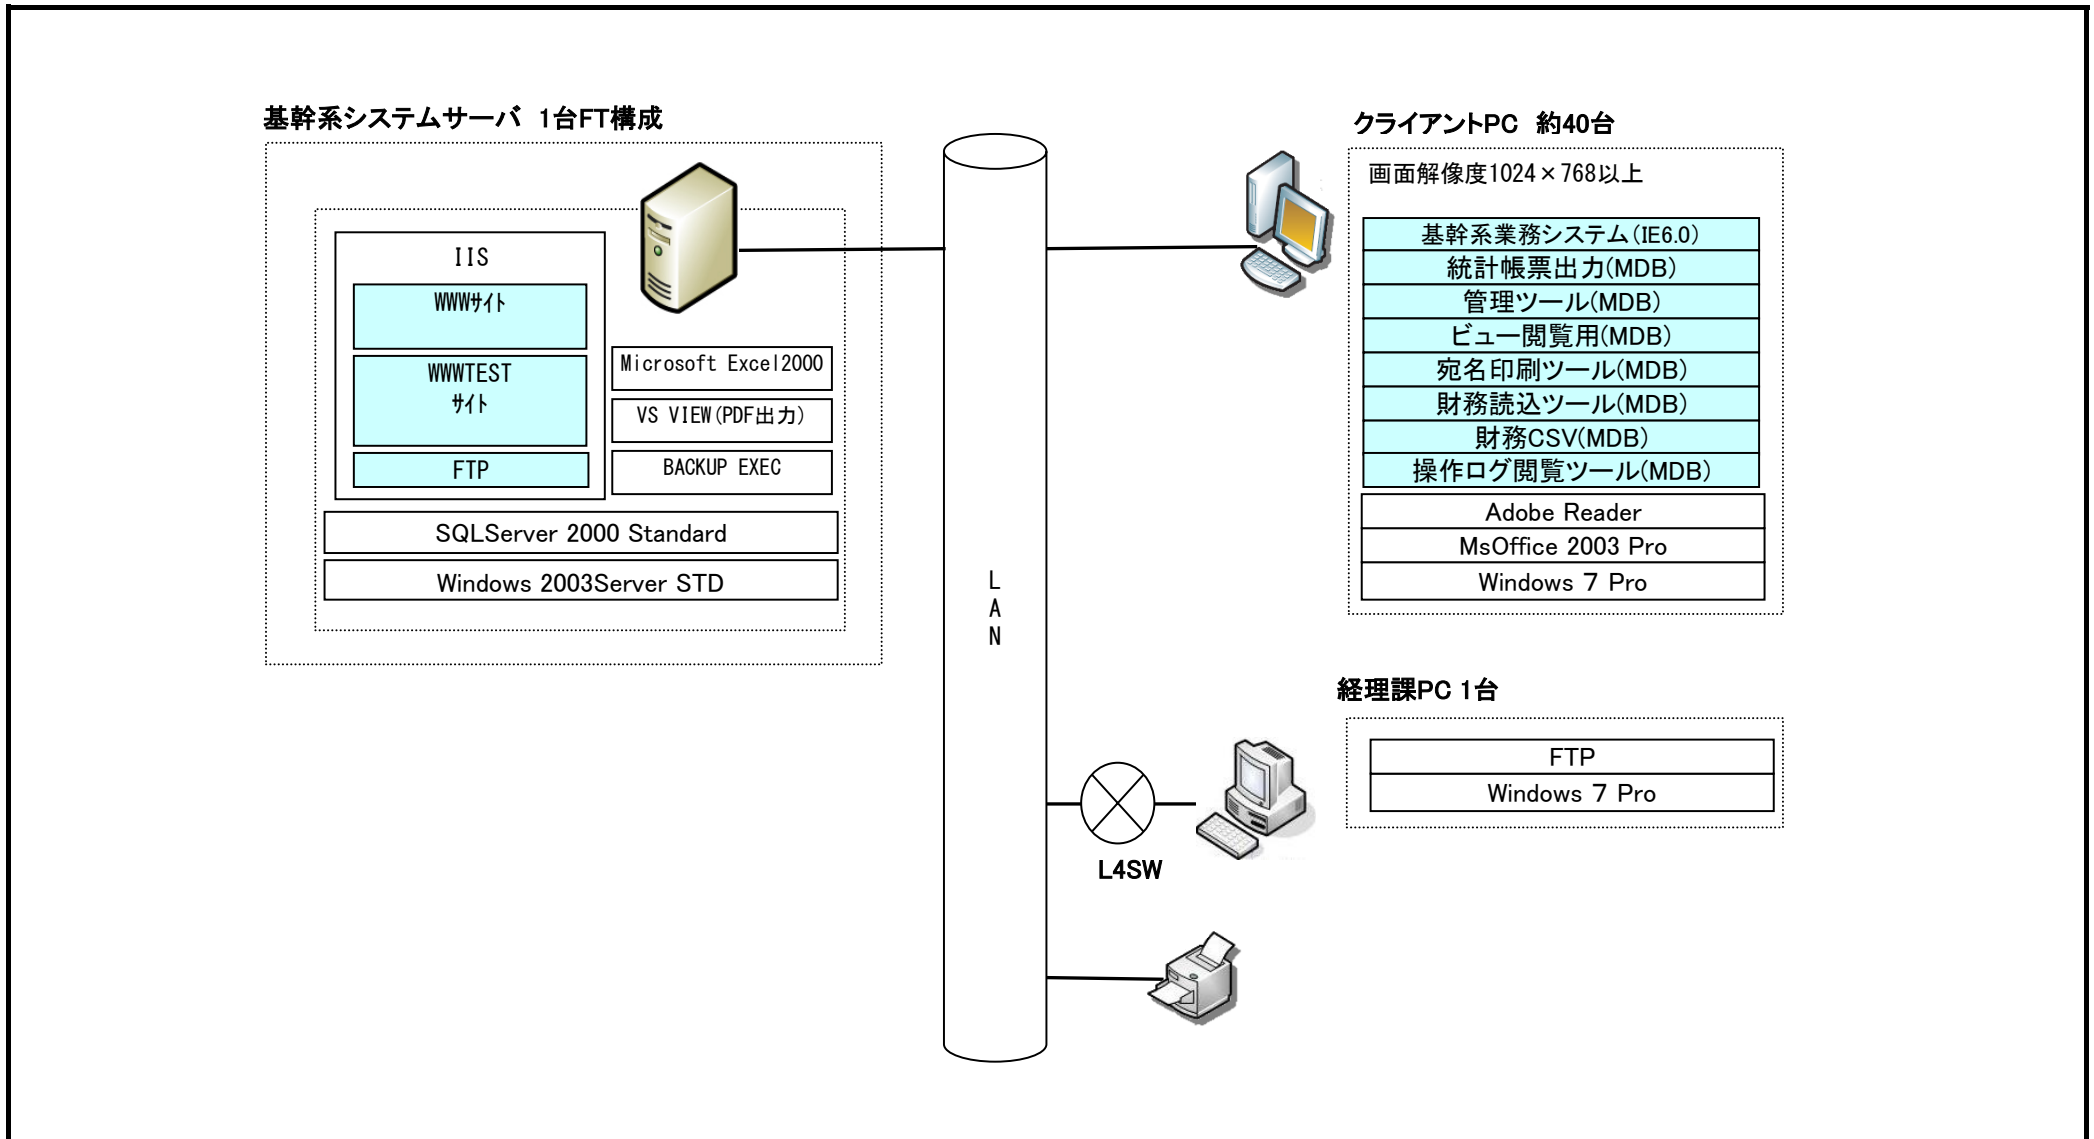 基幹系システムサーバ 1台FT構成
IIS
WWWサイト
WWWTEST
サイト
FTP
Microsoft Excel2000
VS VIEW(PDF出力)
BACKUP EXEC
SQLServer 2000 Standard
Windows 2003Server STD
L
A
N
クライアントPC 約40台
画面解像度1024×768以上
基幹系業務システム(IE6.0)
統計帳票出力(MDB)
管理ツール(MDB)
ビュー閲覧用(MDB)
宛名印刷ツール(MDB)
財務読込ツール(MDB)
財務CSV(MDB)
操作ログ閲覧ツール(MDB)
Adobe Reader
MsOffice 2003 Pro
Windows 7 Pro
経理課PC 1台
FTP
Windows 7 Pro
L4SW